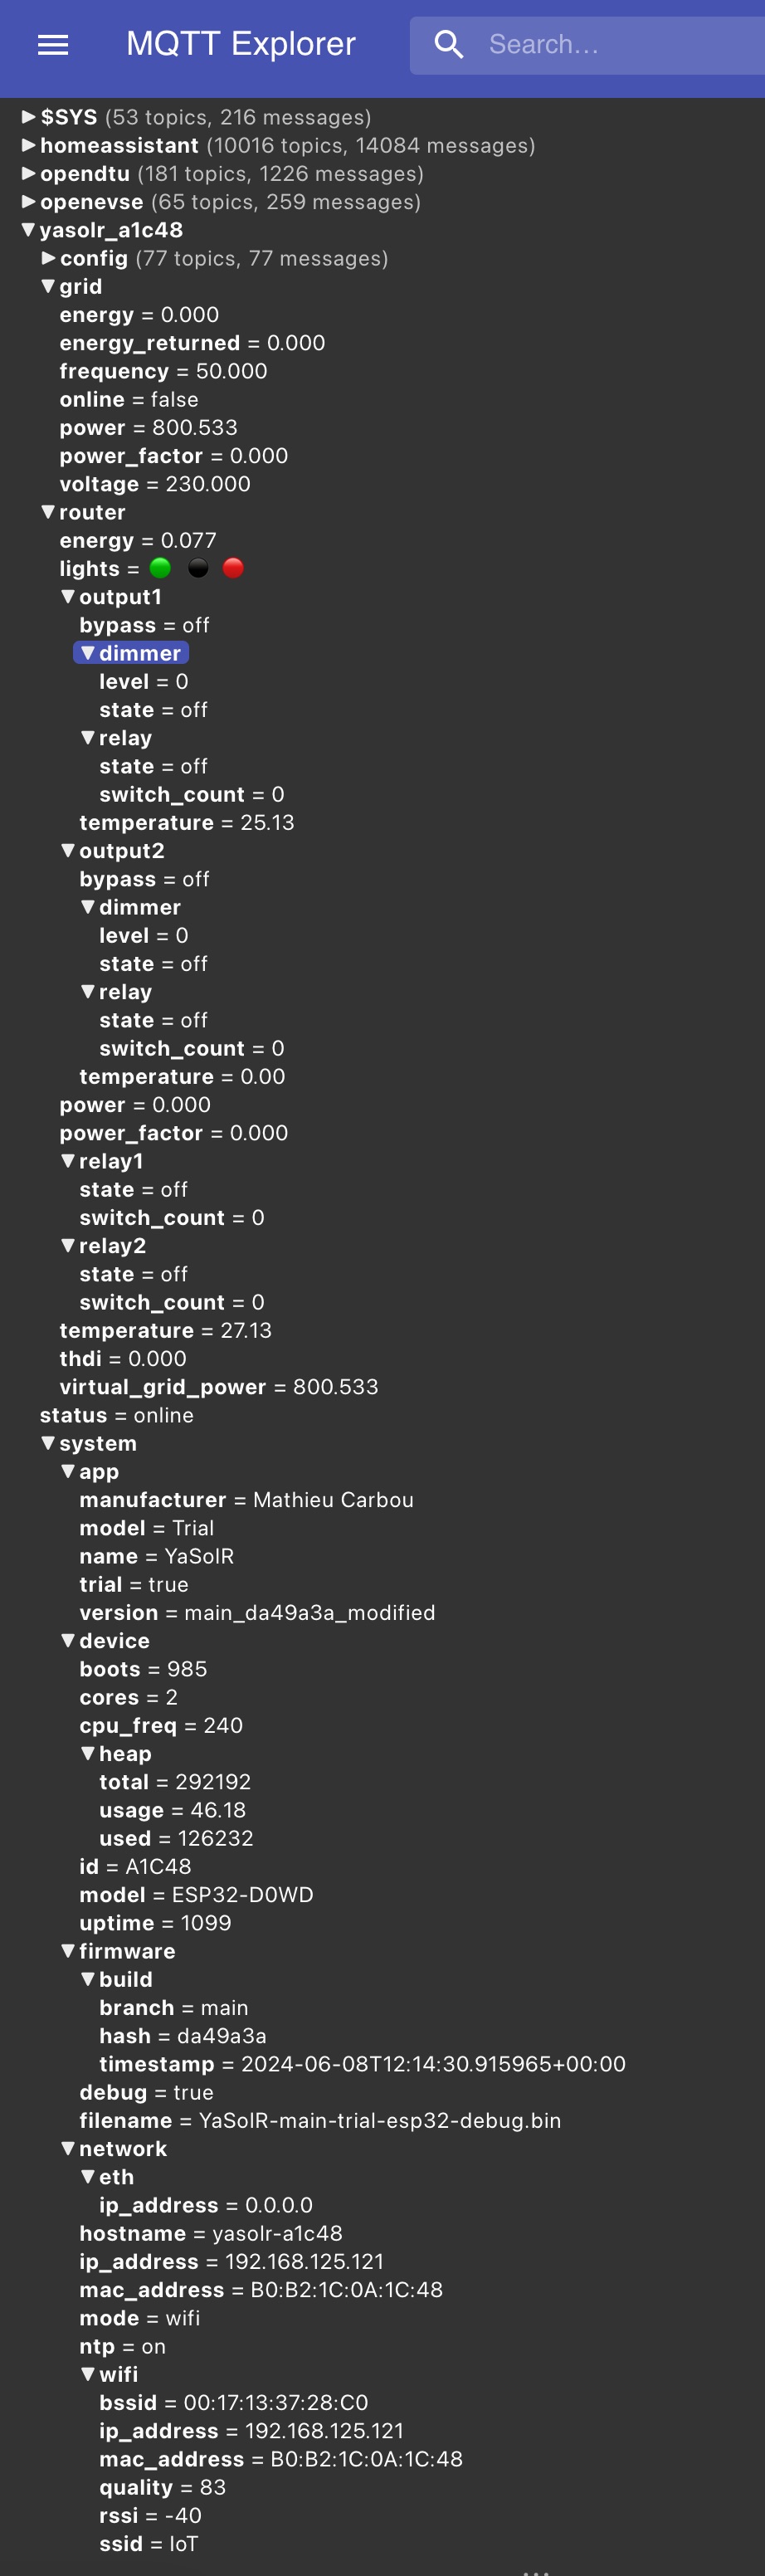 MQTT Explorer Search...
▶$SYS (53 topics, 216 messages)
▶homeassistant (10016 topics, 14084 messages)
▶opendtu (181 topics, 1226 messages)
▶openevse (65 topics, 259 messages)
▼yasolr_a1c48
▶config (77 topics, 77 messages)
▼grid
energy = 0.000
energy_returned = 0.000
frequency = 50.000
online = false
power = 800.533
power_factor = 0.000
voltage = 230.000
▼router
energy = 0.077
lights = 🟢 ⚫ 🔴
▼output1
bypass = off
▼dimmer
level = 0
state = off
▼relay
state = off
switch_count = 0
temperature = 25.13
▼output2
bypass = off
▼dimmer
level = 0
state = off
▼relay
state = off
switch_count = 0
temperature = 0.00
power = 0.000
power_factor = 0.000
▼relay1
state = off
switch_count = 0
▼relay2
state = off
switch_count = 0
temperature = 27.13
thdi = 0.000
virtual_grid_power = 800.533
status = online
▼system
▼app
manufacturer = Mathieu Carbou
model = Trial
name = YaSolR
trial = true
version = main_da49a3a_modified
▼device
boots = 985
cores = 2
cpu_freq = 240
▼heap
total = 292192
usage = 46.18
used = 126232
id = A1C48
model = ESP32-D0WD
uptime = 1099
▼firmware
▼build
branch = main
hash = da49a3a
timestamp = 2024-06-08T12:14:30.915965+00:00
debug = true
filename = YaSolR-main-trial-esp32-debug.bin
▼network
▼eth
ip_address = 0.0.0.0
hostname = yasolr-a1c48
ip_address = 192.168.125.121
mac_address = B0:B2:1C:0A:1C:48
mode = wifi
ntp = on
▼wifi
bssid = 00:17:13:37:28:C0
ip_address = 192.168.125.121
mac_address = B0:B2:1C:0A:1C:48
quality = 83
rssi = -40
ssid = IoT